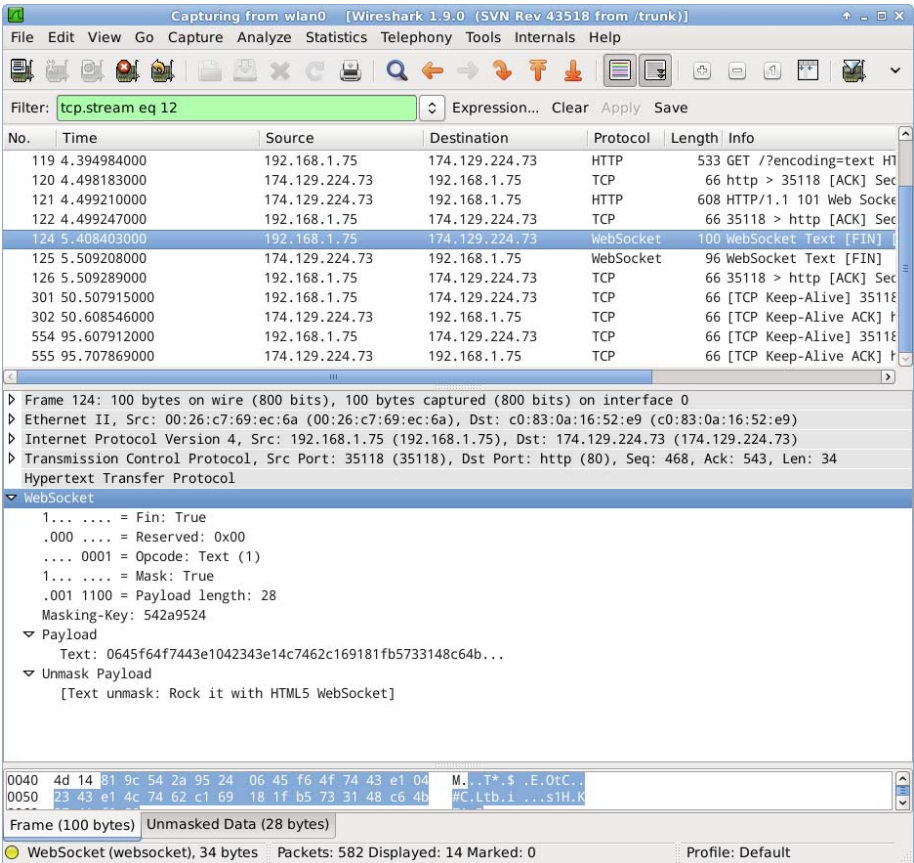 Capturing from wlan0 [Wireshark 1.9.0 (SVN Rev 43518 from /trunk)]
File Edit View Go Capture Analyze Statistics Telephony Tools Internals Help
Filter: tcp.stream eq 12 Expression... Clear Apply Save
No. Time Source Destination Protocol Length Info
119 4.394984000 192.168.1.75 174.129.224.73 HTTP 533 GET /?encoding=text HT
120 4.498183000 174.129.224.73 192.168.1.75 TCP 66 http > 35118 [ACK] Sec
121 4.499210000 174.129.224.73 192.168.1.75 HTTP 608 HTTP/1.1 101 Web Socke
122 4.499247000 192.168.1.75 174.129.224.73 TCP 66 35118 > http [ACK] Sec
124 5.408403000 192.168.1.75 174.129.224.73 WebSocket 100 WebSocket Text [FIN] [
125 5.509208000 174.129.224.73 192.168.1.75 WebSocket 96 WebSocket Text [FIN]
126 5.509289000 192.168.1.75 174.129.224.73 TCP 66 35118 > http [ACK] Sec
301 50.507915000 192.168.1.75 174.129.224.73 TCP 66 [TCP Keep-Alive] 35118
302 50.608546000 174.129.224.73 192.168.1.75 TCP 66 [TCP Keep-Alive ACK] h
554 95.607912000 192.168.1.75 174.129.224.73 TCP 66 [TCP Keep-Alive] 35118
555 95.707869000 174.129.224.73 192.168.1.75 TCP 66 [TCP Keep-Alive ACK] h
Frame 124: 100 bytes on wire (800 bits), 100 bytes captured (800 bits) on interface 0
Ethernet II, Src: 00:26:c7:69:ec:6a (00:26:c7:69:ec:6a), Dst: c0:83:0a:16:52:e9 (c0:83:0a:16:52:e9)
Internet Protocol Version 4, Src: 192.168.1.75 (192.168.1.75), Dst: 174.129.224.73 (174.129.224.73)
Transmission Control Protocol, Src Port: 35118 (35118), Dst Port: http (80), Seq: 468, Ack: 543, Len: 34
Hypertext Transfer Protocol
WebSocket
1... .... = Fin: True
.000 .... = Reserved: 0x00
.... 0001 = Opcode: Text (1)
1... .... = Mask: True
.001 1100 = Payload length: 28
Masking-Key: 542a9524
Payload
Text: 0645f64f7443e1042343e14c7462c169181fb5733148c64b...
Unmask Payload
[Text unmask: Rock it with HTML5 WebSocket]
0040 4d 14 81 9c 54 2a 95 24 06 45 f6 4f 74 43 e1 04 M...T*.$ .E.OtC..
0050 23 43 e1 4c 74 62 c1 69 18 1f b5 73 31 48 c6 4b #C.Ltb.i ...s1H.K
Frame (100 bytes) Unmasked Data (28 bytes)
WebSocket (websocket), 34 bytes Packets: 582 Displayed: 14 Marked: 0 Profile: Default